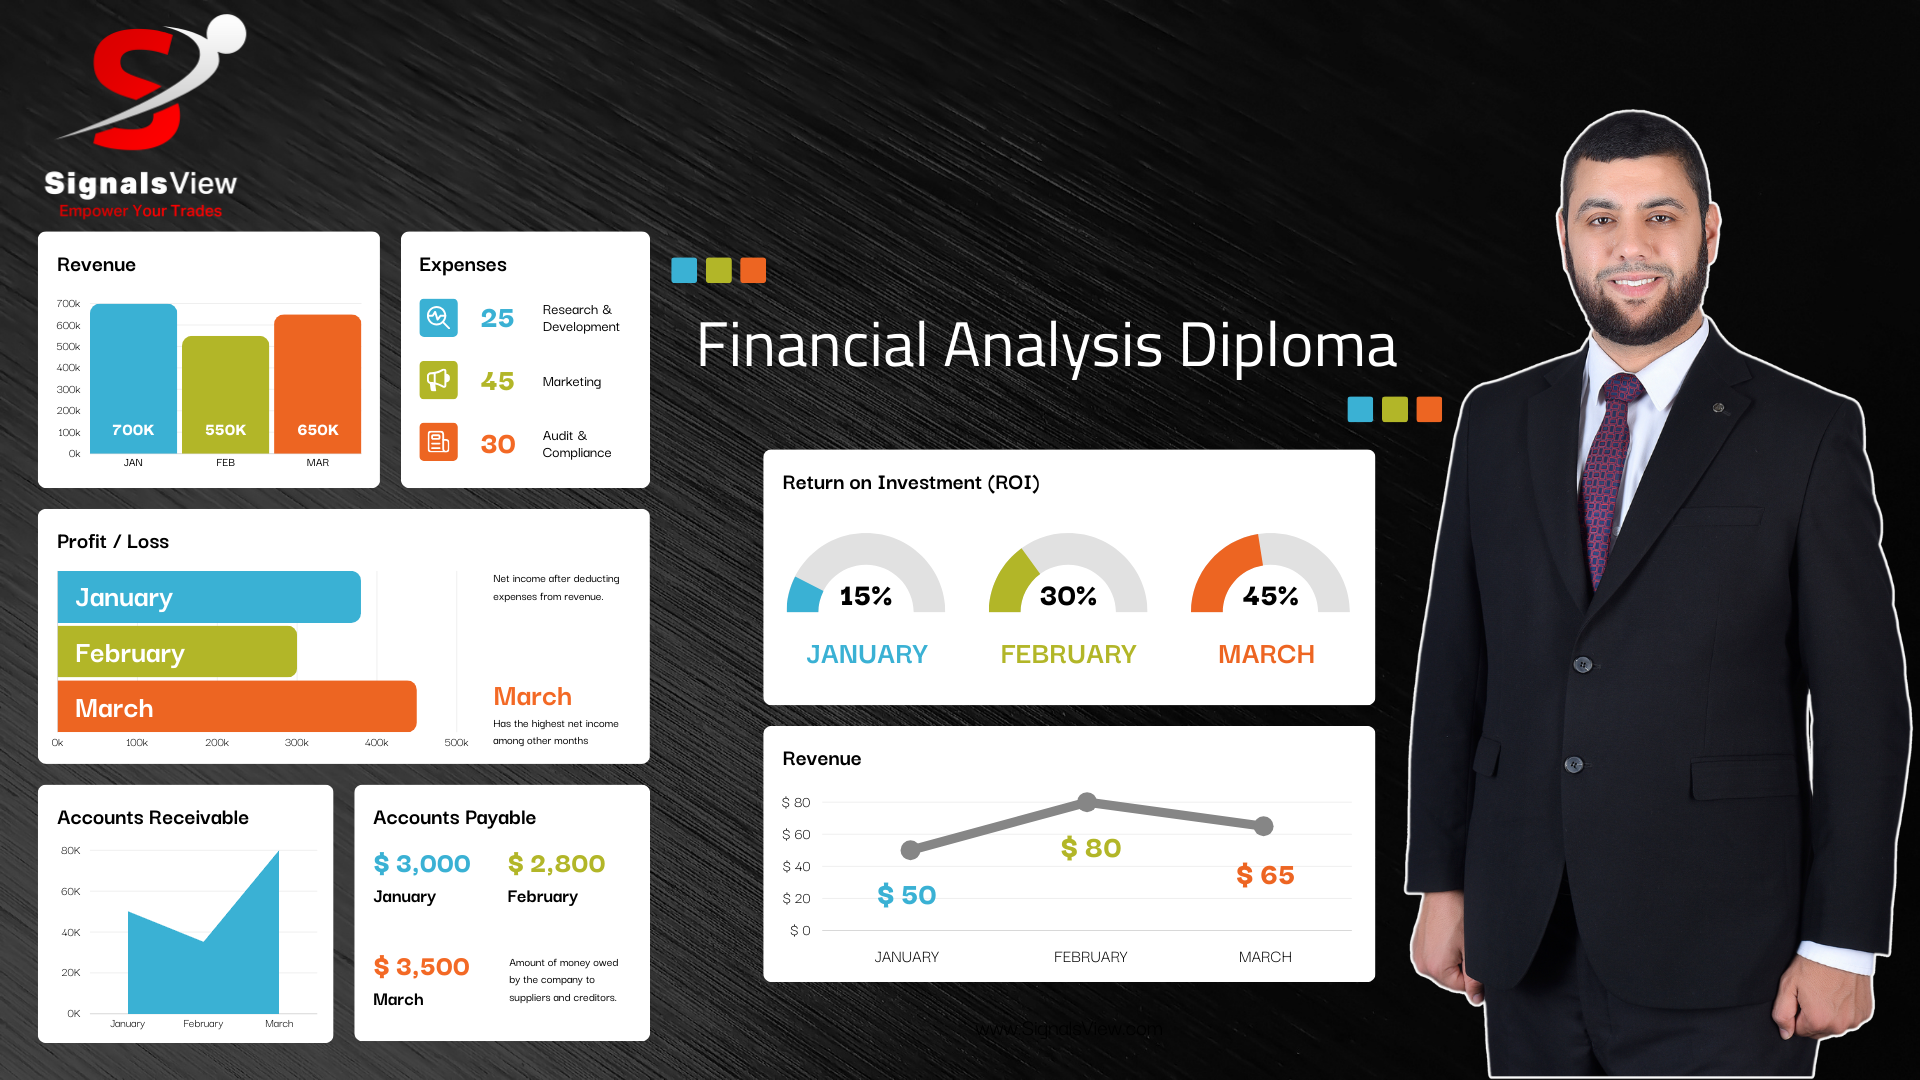 SignalsView
Empower Your Trades
Revenue
700k
600k
500k
400k
300k
200k
100k
0k
700K
550K
650K
JAN
FEB
MAR
Expenses
25
Research &
Development
45
Marketing
30
Audit &
Compliance
Financial Analysis Diploma
Profit / Loss
January
February
March
0k
100k
200k
300k
400k
500k
Net income after deducting
expenses from revenue.
March
Has the highest net income
among other months
Return on Investment (ROI)
15%
30%
45%
JANUARY
FEBRUARY
MARCH
Accounts Receivable
80K
60K
40K
20K
0K
January
February
March
Accounts Payable
$ 3,000
January
$ 2,800
February
$ 3,500
March
Amount of money owed
by the company to
suppliers and creditors.
Revenue
$ 80
$ 60
$ 40
$ 20
$ 0
$ 50
$ 80
$ 65
JANUARY
FEBRUARY
MARCH
www.SignalsView.com